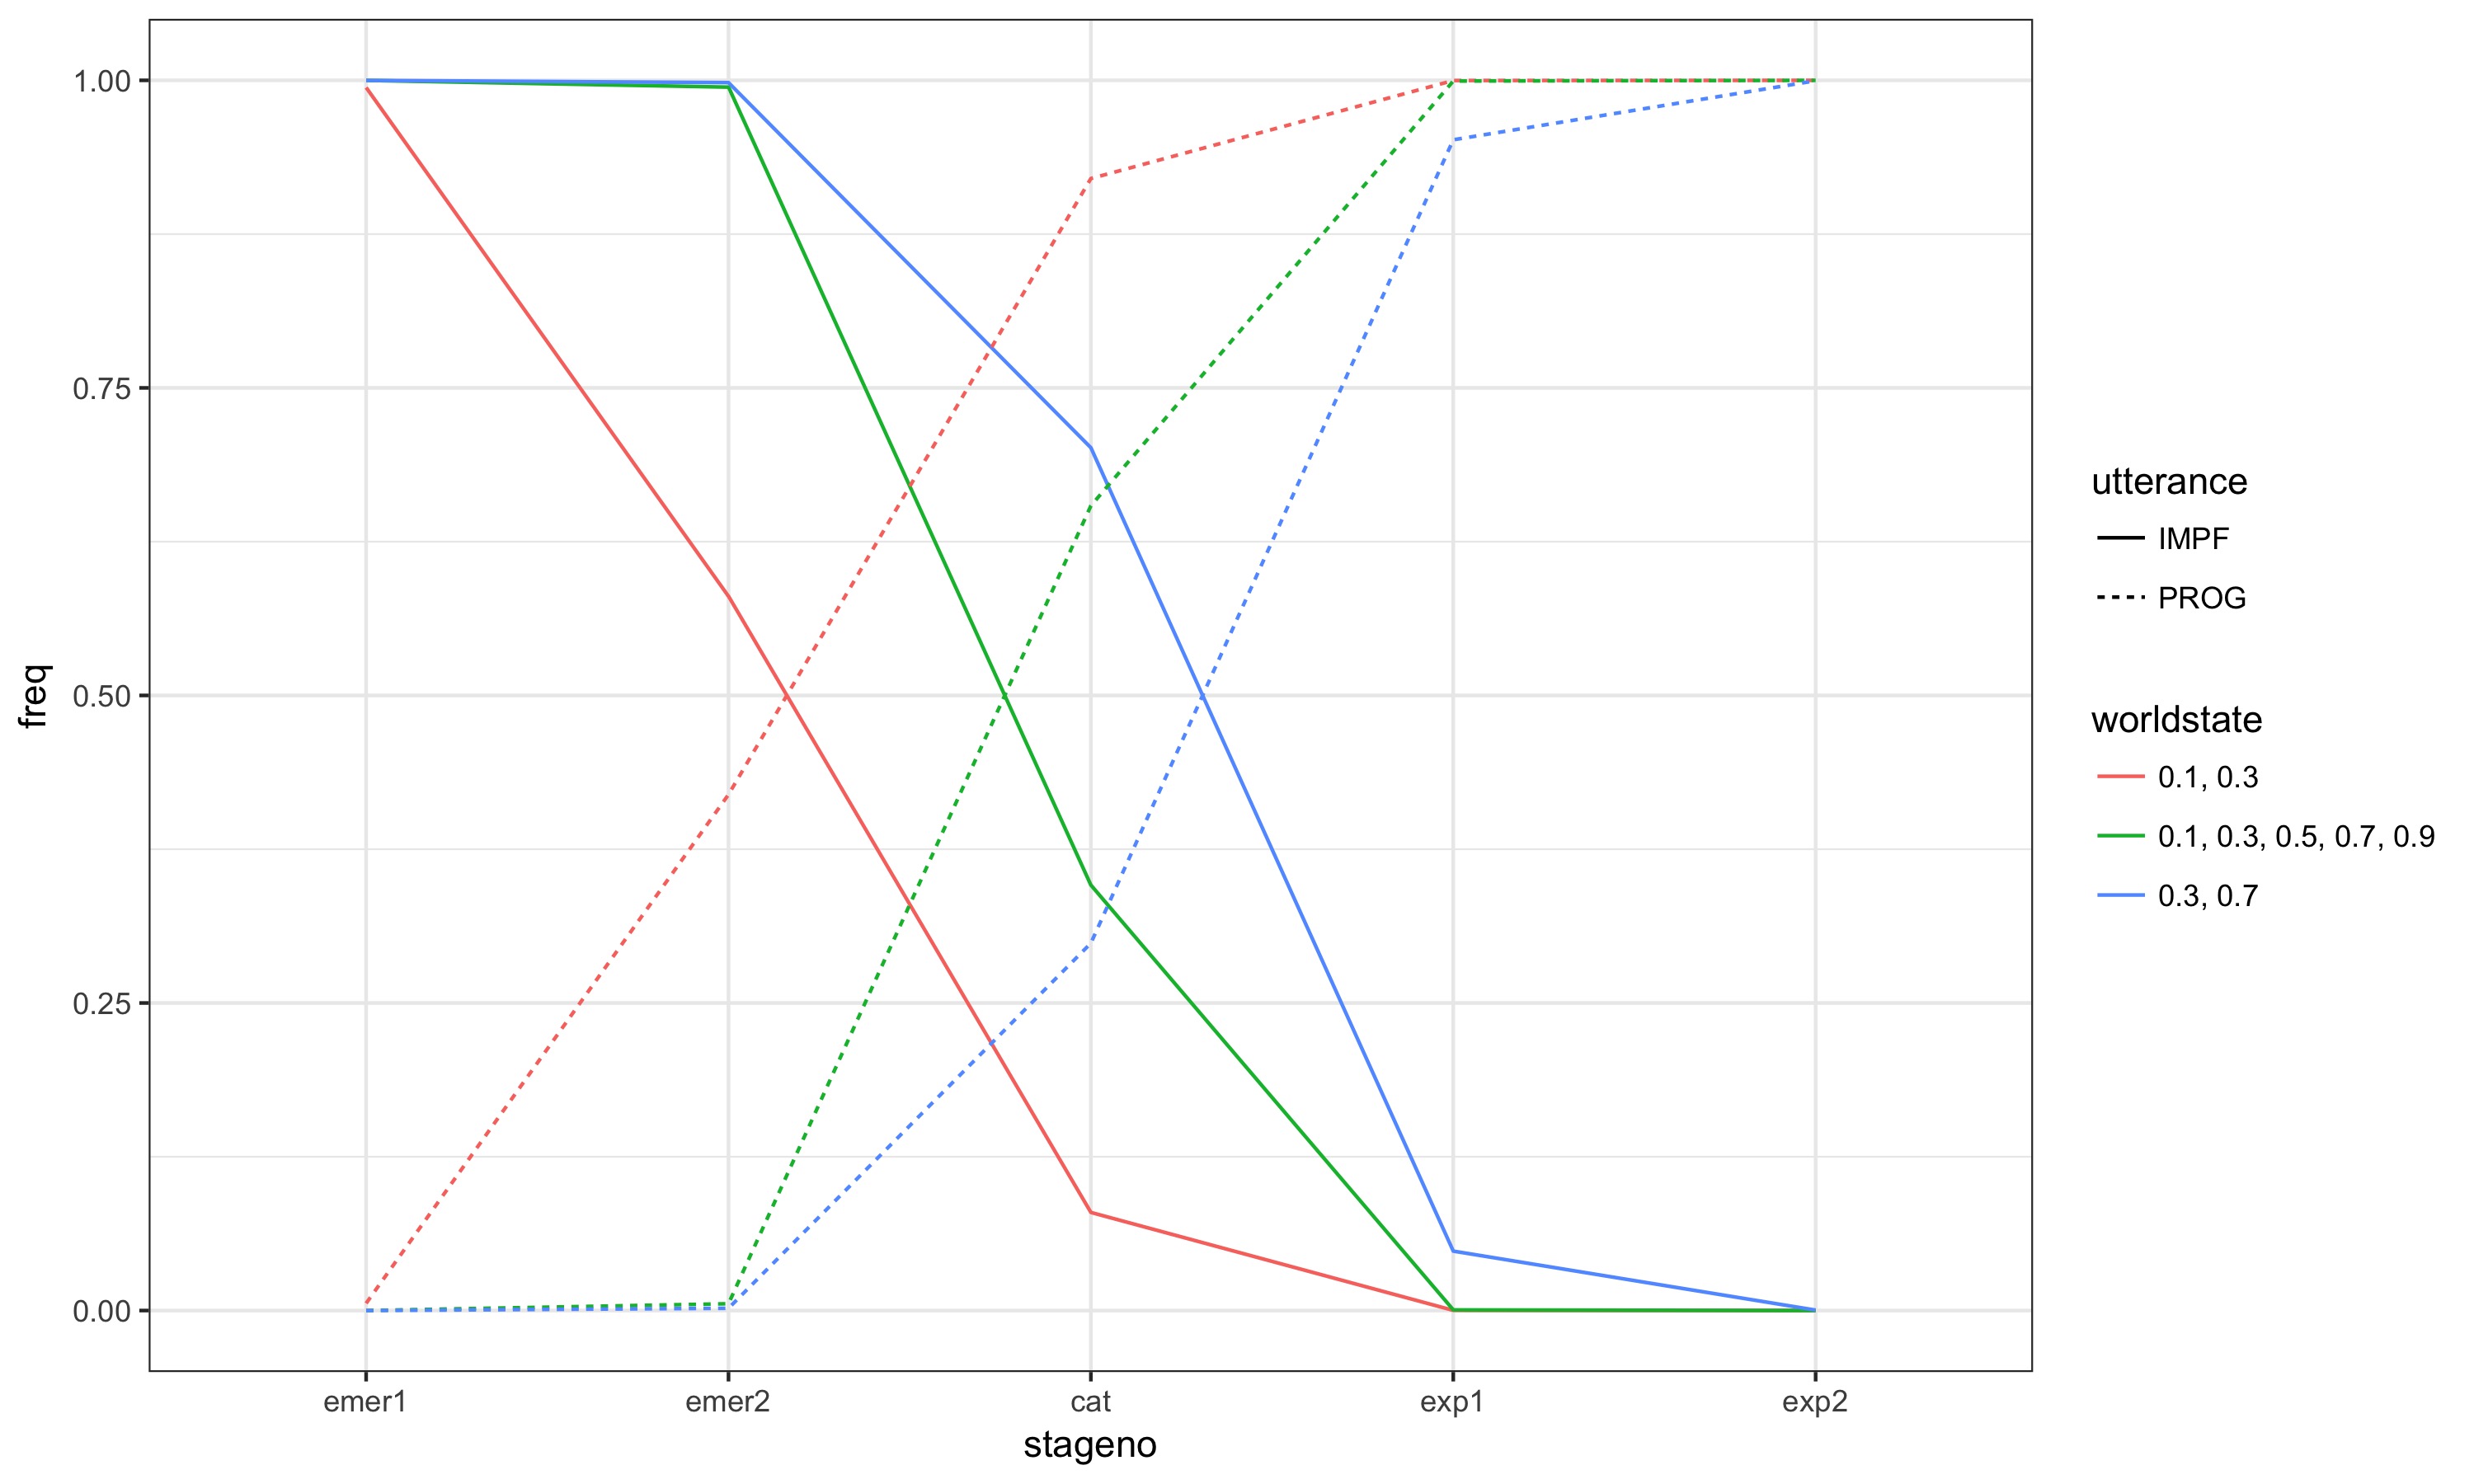 1.00
0.75
0.50
0.25
0.00
freq
emer1 emer2 cat exp1 exp2
stageno
utterance
IMPF
PROG
worldstate
0.1, 0.3
0.1, 0.3, 0.5, 0.7, 0.9
0.3, 0.7